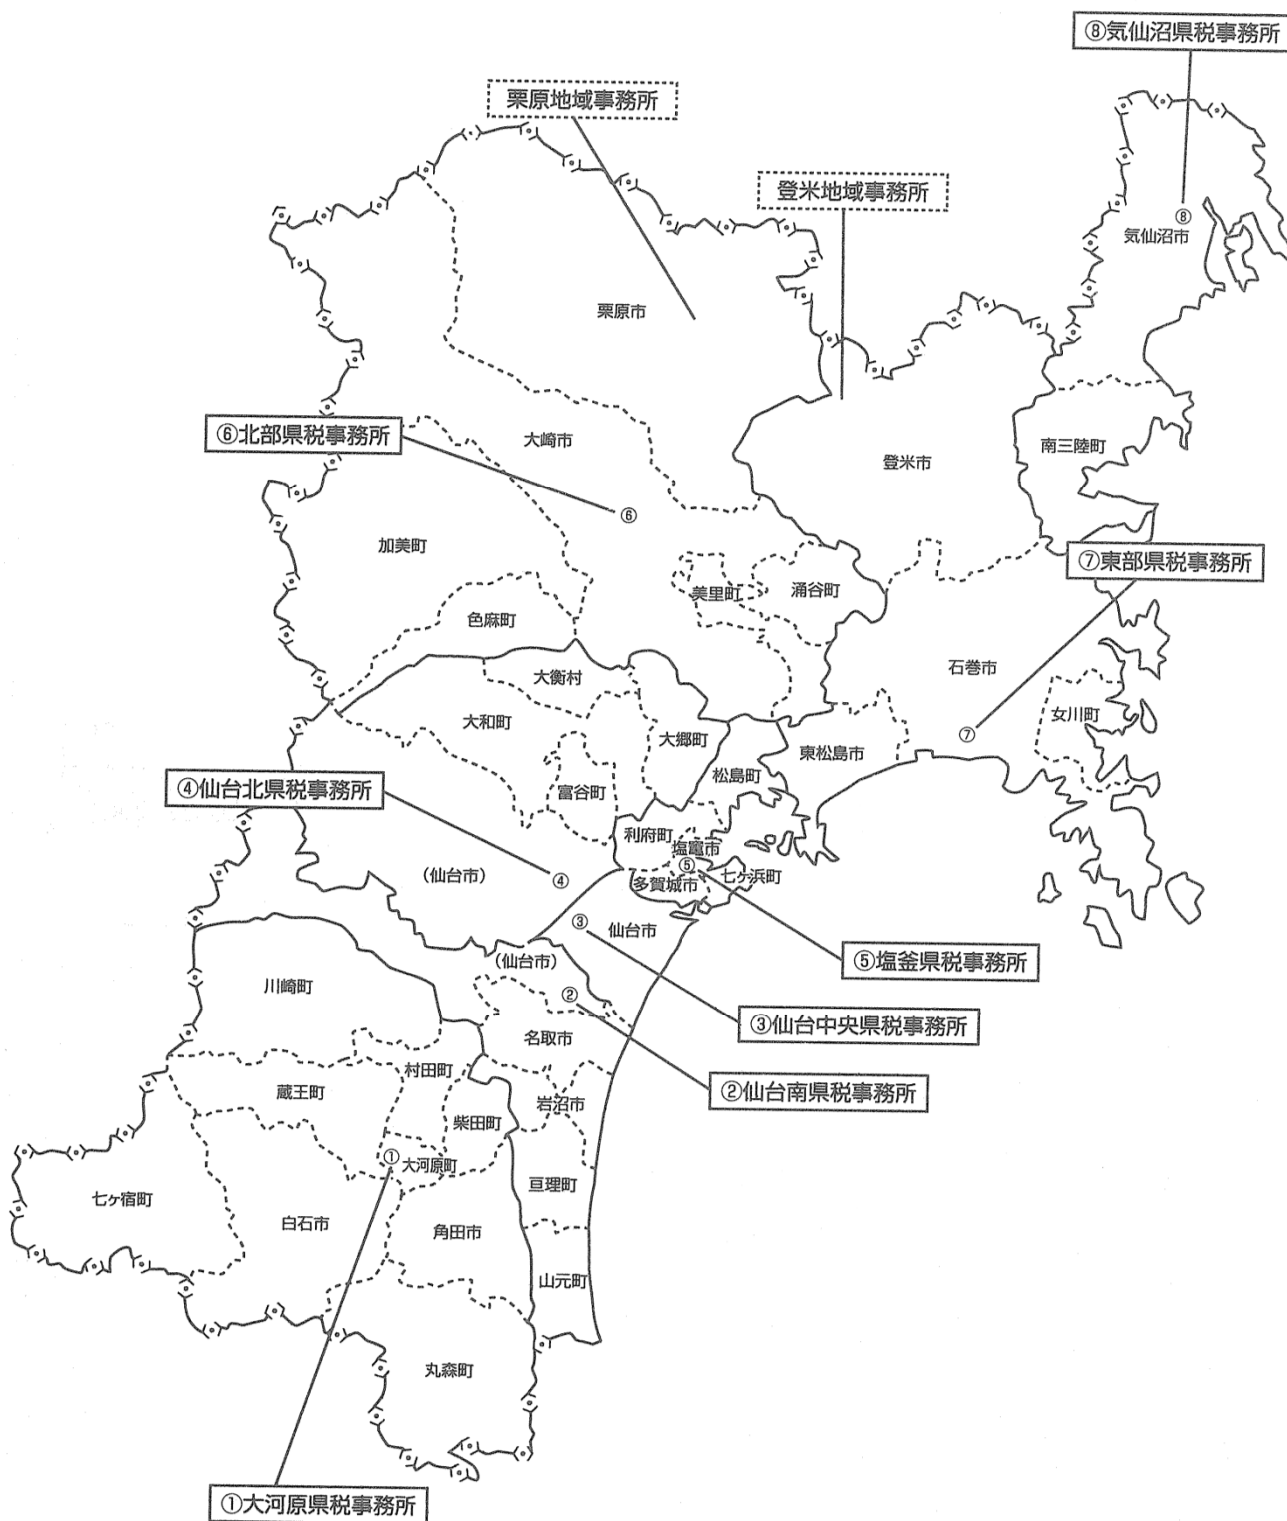 ⑧気仙沼県税事務所
栗原地域事務所
登米地域事務所
⑧
気仙沼市
栗原市
⑥北部県税事務所
大崎市
登米市
南三陸町
⑥
加美町
⑦東部県税事務所
美里町
涌谷町
色麻町
石巻市
大衡村
大和町
大郷町
女川町
⑦
東松島市
松島町
④仙台北県税事務所
富谷町
利府町
塩竈市
⑤
(仙台市)
④
多賀城市
七ヶ浜町
③
仙台市
(仙台市)
⑤塩釜県税事務所
川崎町
②
③仙台中央県税事務所
名取市
村田町
蔵王町
②仙台南県税事務所
岩沼市
柴田町
①
大河原町
七ヶ宿町
亘理町
白石市
角田市
山元町
丸森町
①大河原県税事務所